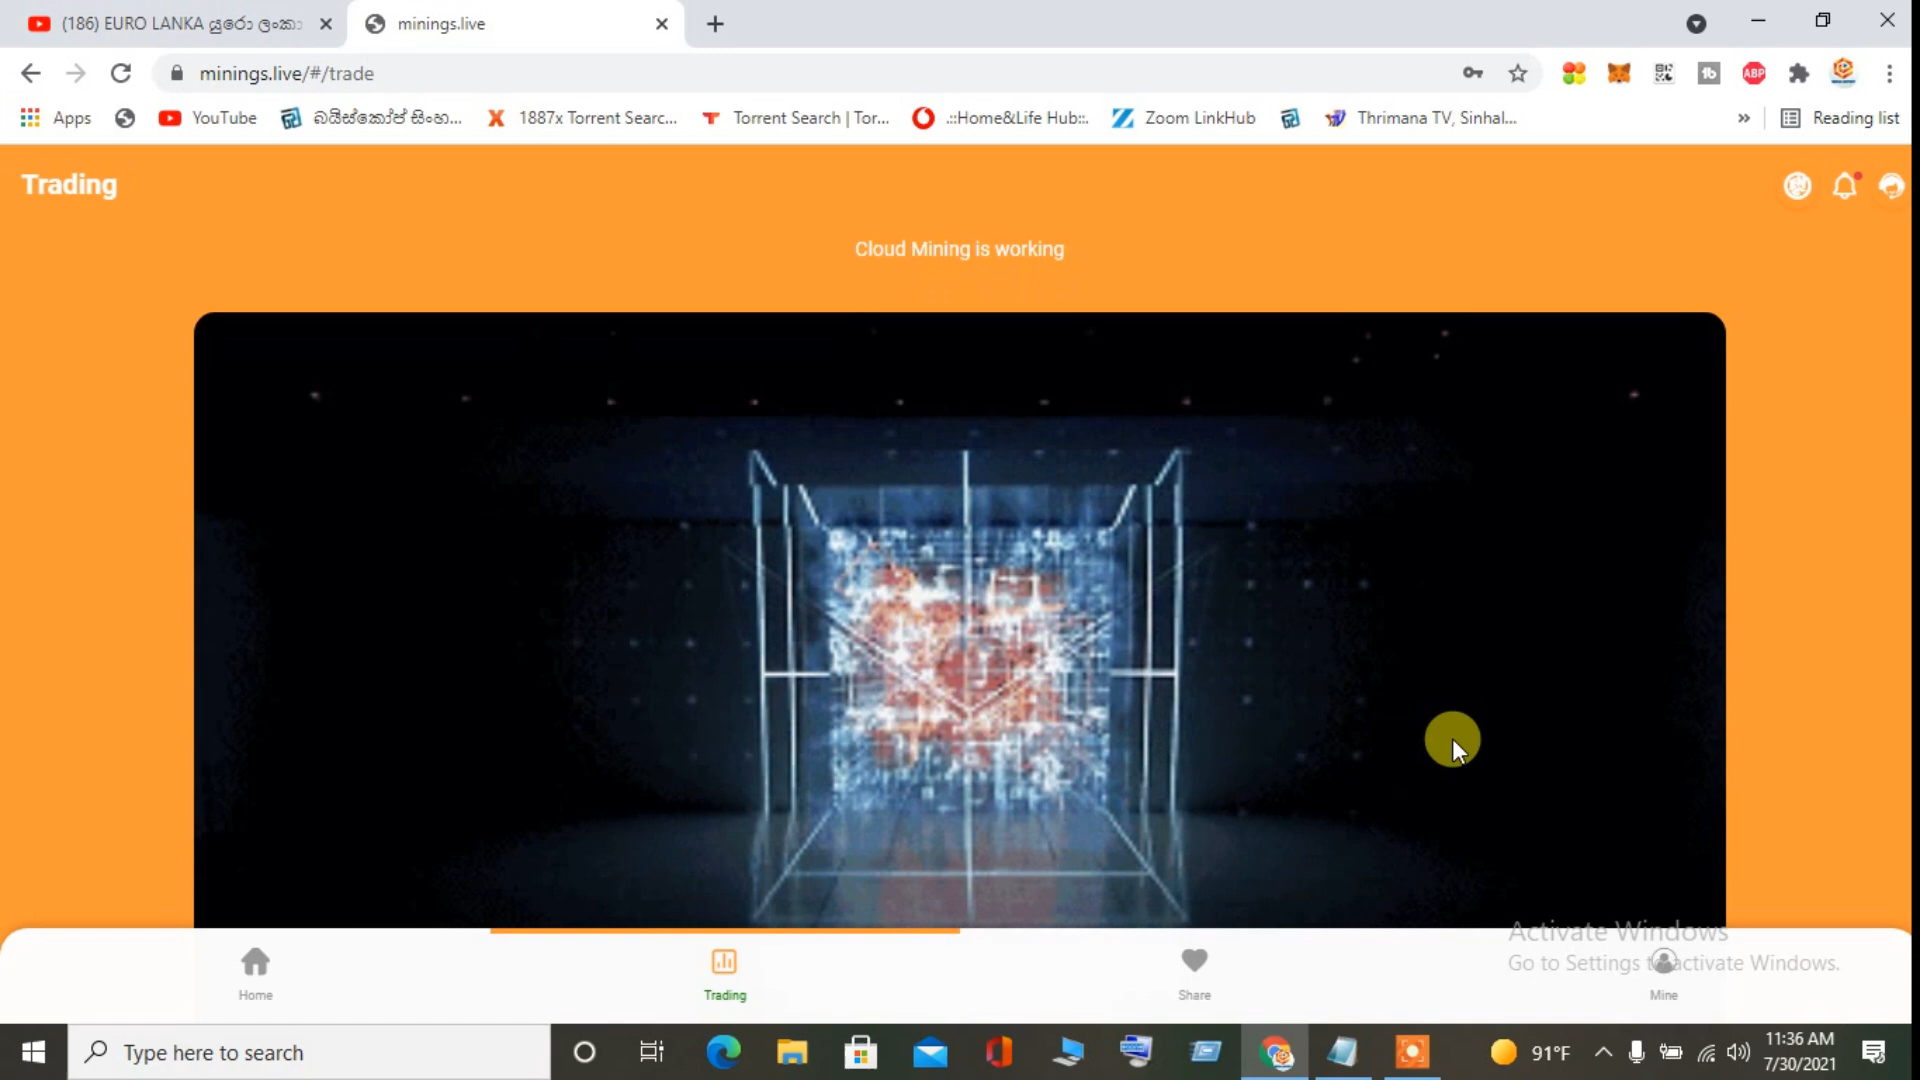 (186) EURO LANKA යුරෝ ලංකා
minings.live
minings.live/#/trade
Apps
YouTube
බයිස්කෝප් සිංහ...
1887x Torrent Searc...
Torrent Search | Tor...
.::Home&Life Hub::.
Zoom LinkHub
Thrimana TV, Sinhal...
»
Reading list
Trading
Cloud Mining is working
Activate Windows
Go to Settings to activate Windows.
Home
Trading
Share
Mine
Type here to search
91°F
11:36 AM
7/30/2021